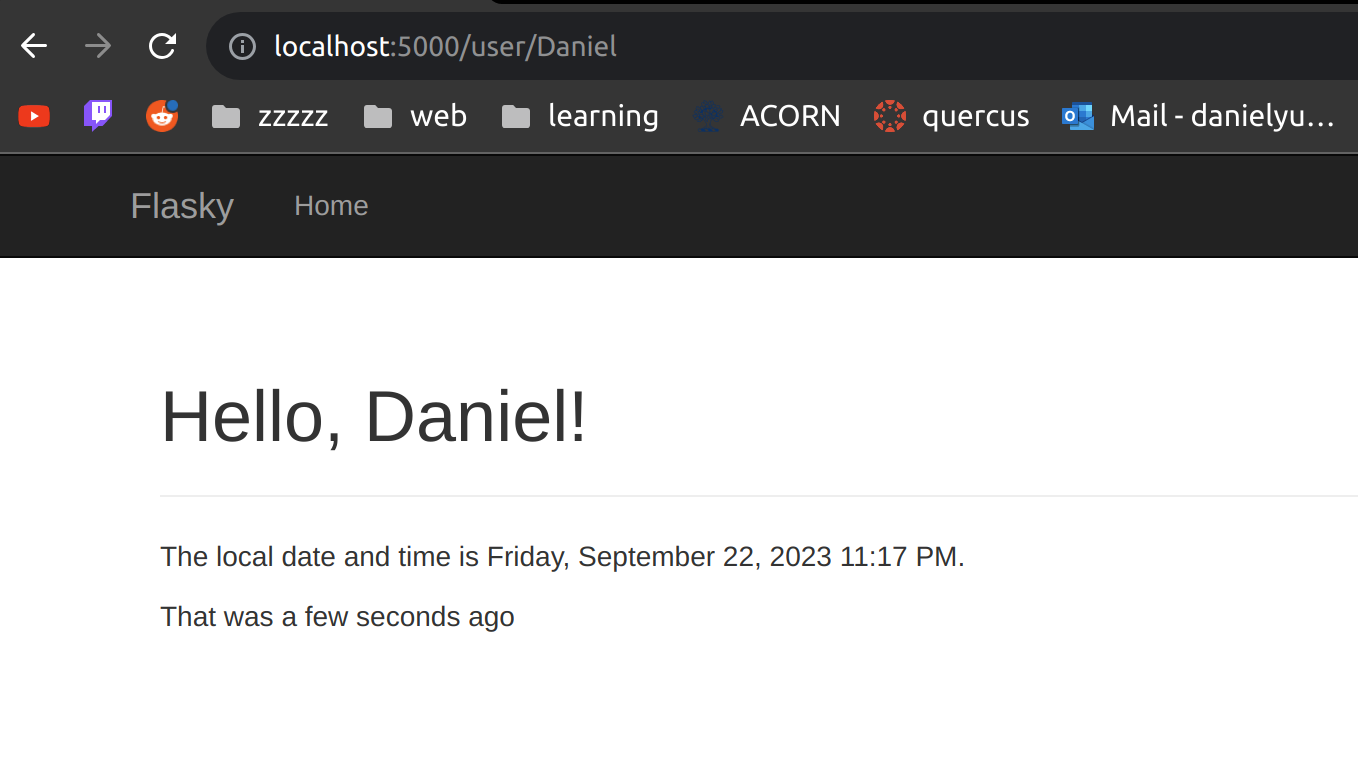 localhost:5000/user/Daniel
zzzzz web learning ACORN quercus Mail - danielyu…
Flasky Home
Hello, Daniel!
The local date and time is Friday, September 22, 2023 11:17 PM.
That was a few seconds ago